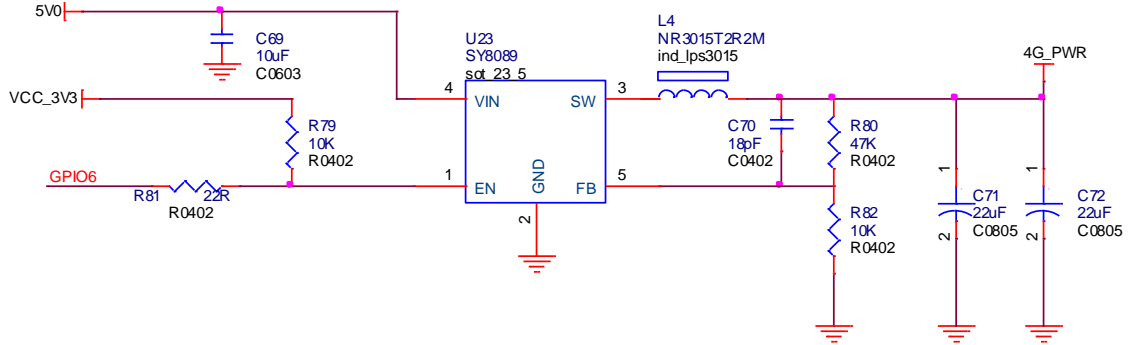 5V0
C69
10uF
C0603
U23
SY8089
sot_23_5
L4
NR3015T2R2M
ind_lps3015
4G_PWR
VCC_3V3
4
VIN
SW
3
R79
10K
R0402
C70
18pF
C0402
R80
47K
R0402
GPIO6
R81
22R
R0402
1
EN
GND
FB
5
2
R82
10K
R0402
1
C71
22uF
C0805
2
1
C72
22uF
C0805
2